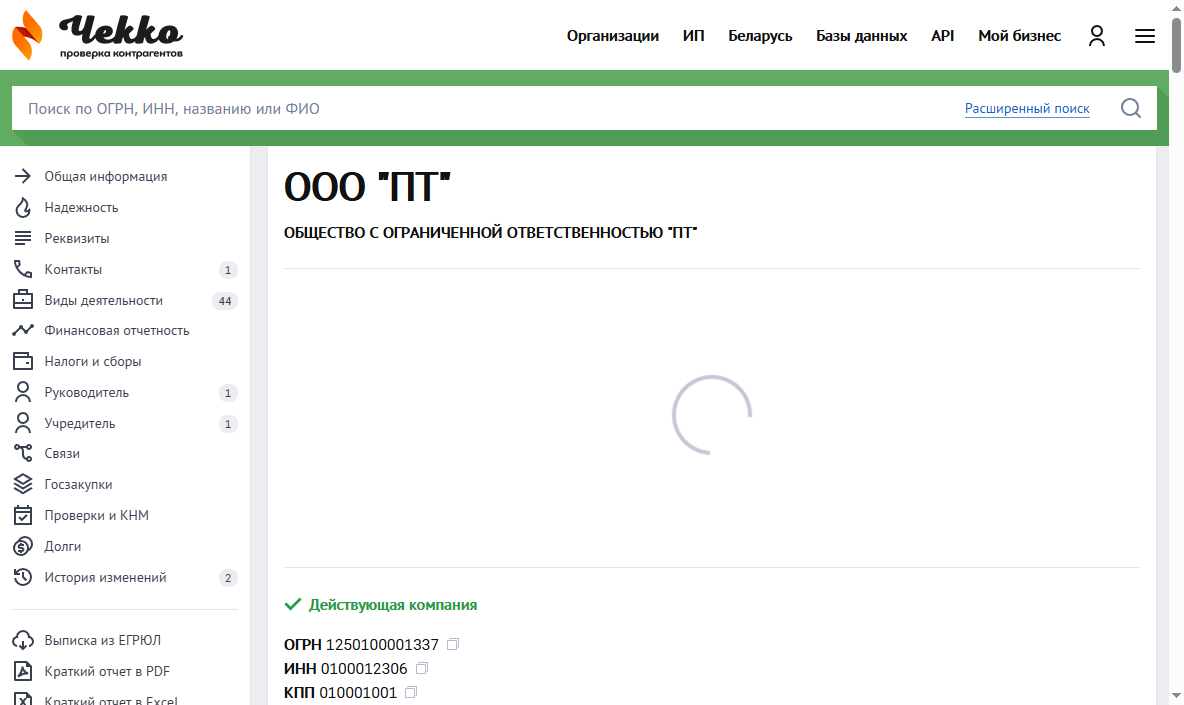 Чекко
проверка контрагентов
Организации ИП Беларусь Базы данных API Мой бизнес
Поиск по ОГРН, ИНН, названию или ФИО
Расширенный поиск
Общая информация
Надежность
Реквизиты
Контакты 1
Виды деятельности 44
Финансовая отчетность
Налоги и сборы
Руководитель 1
Учредитель 1
Связи
Госзакупки
Проверки и КНМ
Долги
История изменений 2
Выписка из ЕГРЮЛ
Краткий отчет в PDF
Краткий отчет в Excel
ООО "ПТ"
ОБЩЕСТВО С ОГРАНИЧЕННОЙ ОТВЕТСТВЕННОСТЬЮ "ПТ"
Действующая компания
ОГРН 1250100001337
ИНН 0100012306
КПП 010001001